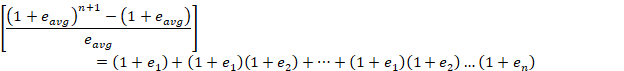 [((1 + e_avg)^(n+1) − (1 + e_avg)) / e_avg]
= (1 + e_1) + (1 + e_1)(1 + e_2) + ⋯ + (1 + e_1)(1 + e_2) … (1 + e_n)